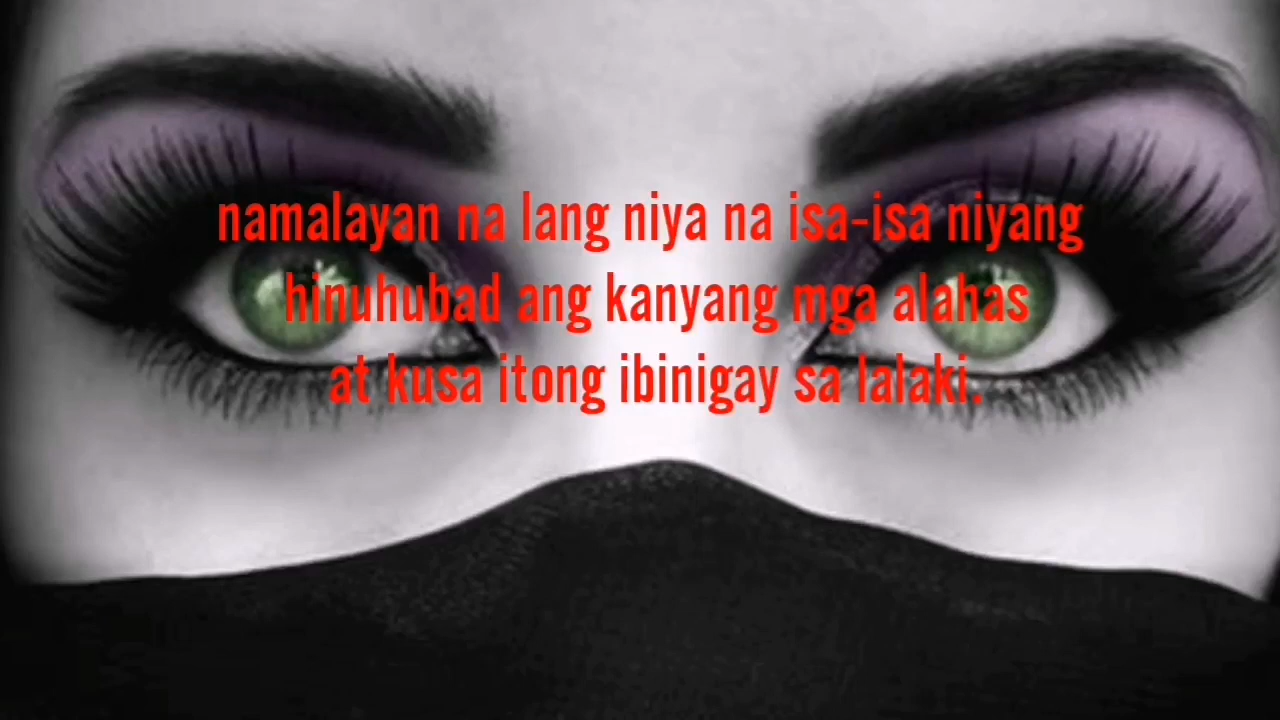 namalayan na lang niya na isa-isa niyang
hinuhubad ang kanyang mga alahas
at kusa itong ibinigay sa lalaki.